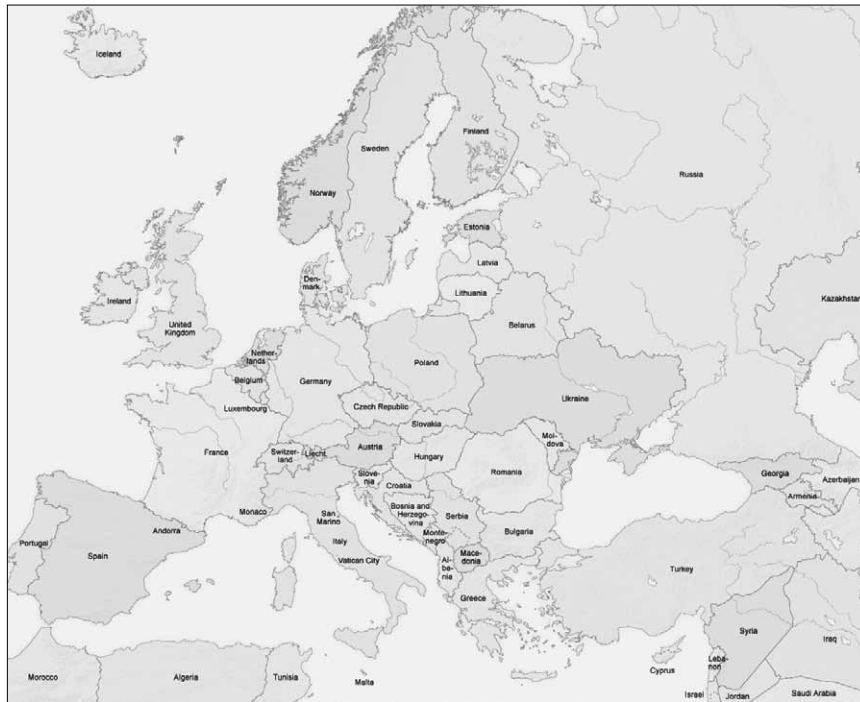 Iceland
Finland
Sweden
Russia
Norway
Estonia
Latvia
Den-
mark
Lithuania
Ireland
Kazakhstan
United
Kingdom
Belarus
Nether-
lands
Poland
Belgium
Germany
Ukraine
Czech Republic
Luxembourg
Slovakia
Mol-
dova
France
Switzer-
land
Liecht.
Austria
Hungary
Romania
Georgia
Slove-
nia
Croatia
Azerbaijan
Armenia
Monaco
San
Marino
Bosnia and
Herzego-
vina
Serbia
Andorra
Portugal
Spain
Italy
Monte-
negro
Bulgaria
Vatican City
Mace-
donia
Al-
ba-
nia
Turkey
Greece
Syria
Iraq
Cyprus
Leba-
non
Morocco
Algeria
Tunisia
Malta
Israel
Jordan
Saudi Arabia